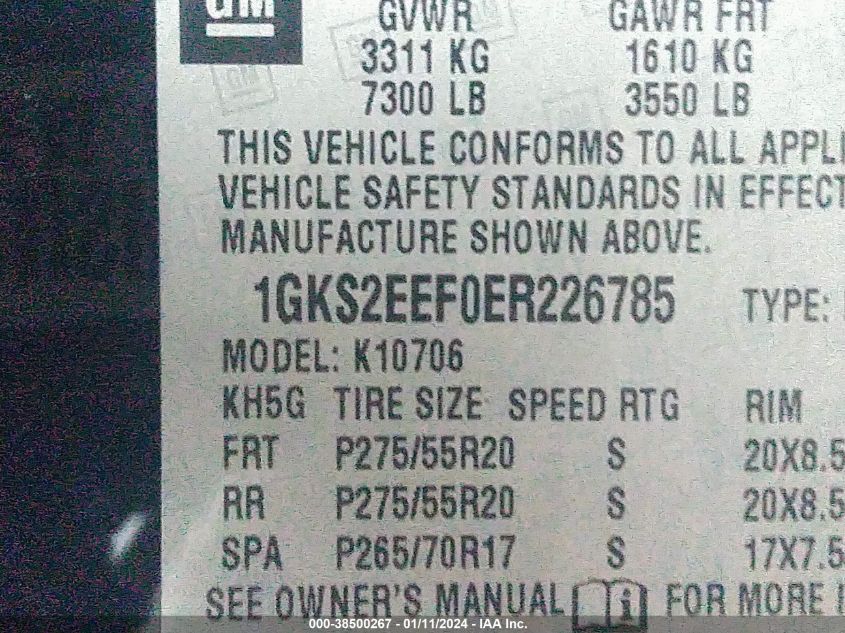 GM
GVWR GAWR FRT
3311 KG 1610 KG
7300 LB 3550 LB
THIS VEHICLE CONFORMS TO ALL APPLI
VEHICLE SAFETY STANDARDS IN EFFECT
MANUFACTURE SHOWN ABOVE.
1GKS2EEF0ER226785 TYPE:
MODEL: K10706
KH5G TIRE SIZE SPEED RTG RIM
FRT P275/55R20 S 20X8.5
RR P275/55R20 S 20X8.5
SPA P265/70R17 S 17X7.5
SEE OWNER'S MANUAL i FOR MORE I
000-38500267 - 01/11/2024 - IAA Inc.